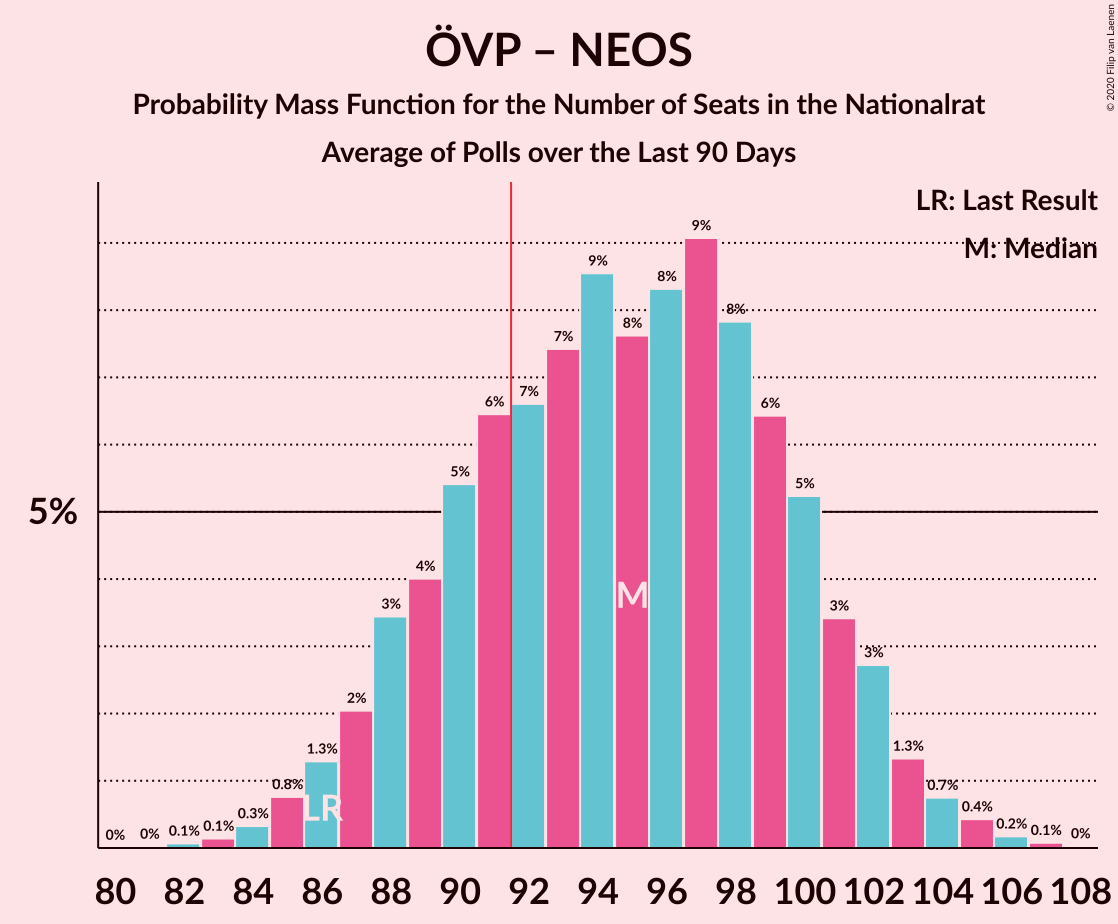 ÖVP – NEOS
Probability Mass Function for the Number of Seats in the Nationalrat
Average of Polls over the Last 90 Days
© 2020 Filip van Laenen
LR: Last Result
M: Median
5%
0% 0% 0.1% 0.1% 0.3% 0.8% 1.3% 2% 3% 4% 5% 6% 7% 7% 9% 8% 8% 9% 8% 6% 5% 3% 3% 1.3% 0.7% 0.4% 0.2% 0.1% 0%
M
LR
80 82 84 86 88 90 92 94 96 98 100 102 104 106 108